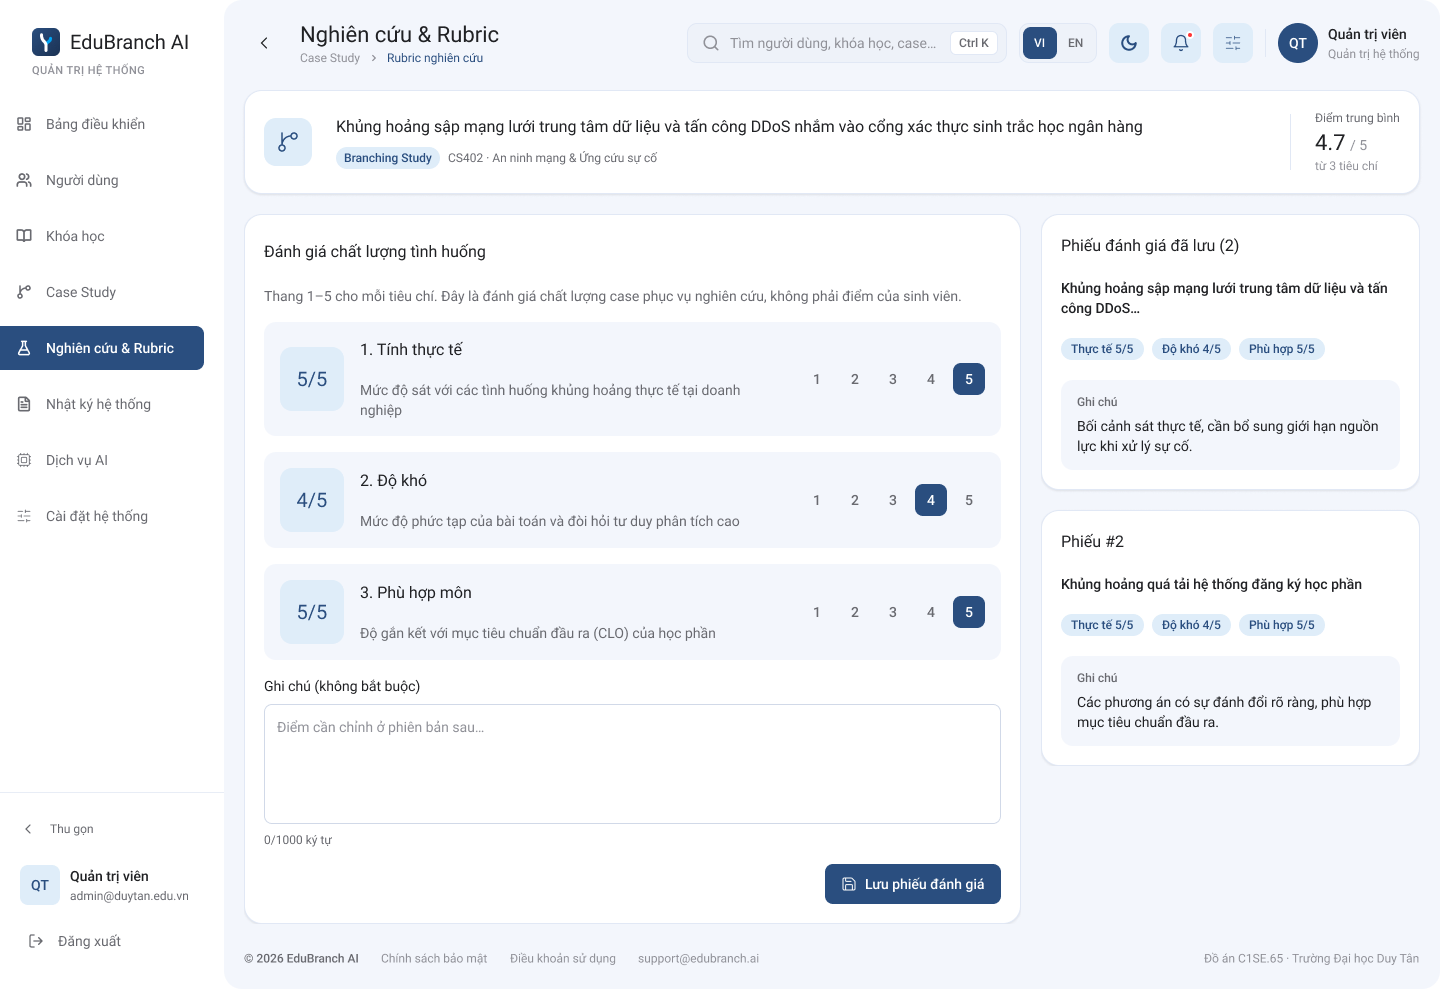 EduBranch AI
QUẢN TRỊ HỆ THỐNG
Bảng điều khiển
Người dùng
Khóa học
Case Study
Nghiên cứu & Rubric
Nhật ký hệ thống
Dịch vụ AI
Cài đặt hệ thống
Thu gọn
QT
Quản trị viên
admin@duytan.edu.vn
Đăng xuất
Nghiên cứu & Rubric
Case Study > Rubric nghiên cứu
Tìm người dùng, khóa học, case... Ctrl K
VI EN
QT
Quản trị viên
Quản trị hệ thống
Khủng hoảng sập mạng lưới trung tâm dữ liệu và tấn công DDoS nhắm vào cổng xác thực sinh trắc học ngân hàng
Branching Study CS402 · An ninh mạng & Ứng cứu sự cố
Điểm trung bình
4.7 / 5
từ 3 tiêu chí
Đánh giá chất lượng tình huống
Thang 1–5 cho mỗi tiêu chí. Đây là đánh giá chất lượng case phục vụ nghiên cứu, không phải điểm của sinh viên.
5/5
1. Tính thực tế
Mức độ sát với các tình huống khủng hoảng thực tế tại doanh
nghiệp
1 2 3 4 5
4/5
2. Độ khó
Mức độ phức tạp của bài toán và đòi hỏi tư duy phân tích cao
1 2 3 4 5
5/5
3. Phù hợp môn
Độ gắn kết với mục tiêu chuẩn đầu ra (CLO) của học phần
1 2 3 4 5
Ghi chú (không bắt buộc)
Điểm cần chỉnh ở phiên bản sau...
0/1000 ký tự
Lưu phiếu đánh giá
Phiếu đánh giá đã lưu (2)
Khủng hoảng sập mạng lưới trung tâm dữ liệu và tấn
công DDoS...
Thực tế 5/5 Độ khó 4/5 Phù hợp 5/5
Ghi chú
Bối cảnh sát thực tế, cần bổ sung giới hạn nguồn
lực khi xử lý sự cố.
Phiếu #2
Khủng hoảng quá tải hệ thống đăng ký học phần
Thực tế 5/5 Độ khó 4/5 Phù hợp 5/5
Ghi chú
Các phương án có sự đánh đổi rõ ràng, phù hợp
mục tiêu chuẩn đầu ra.
© 2026 EduBranch AI Chính sách bảo mật Điều khoản sử dụng support@edubranch.ai
Đồ án C1SE.65 · Trường Đại học Duy Tân